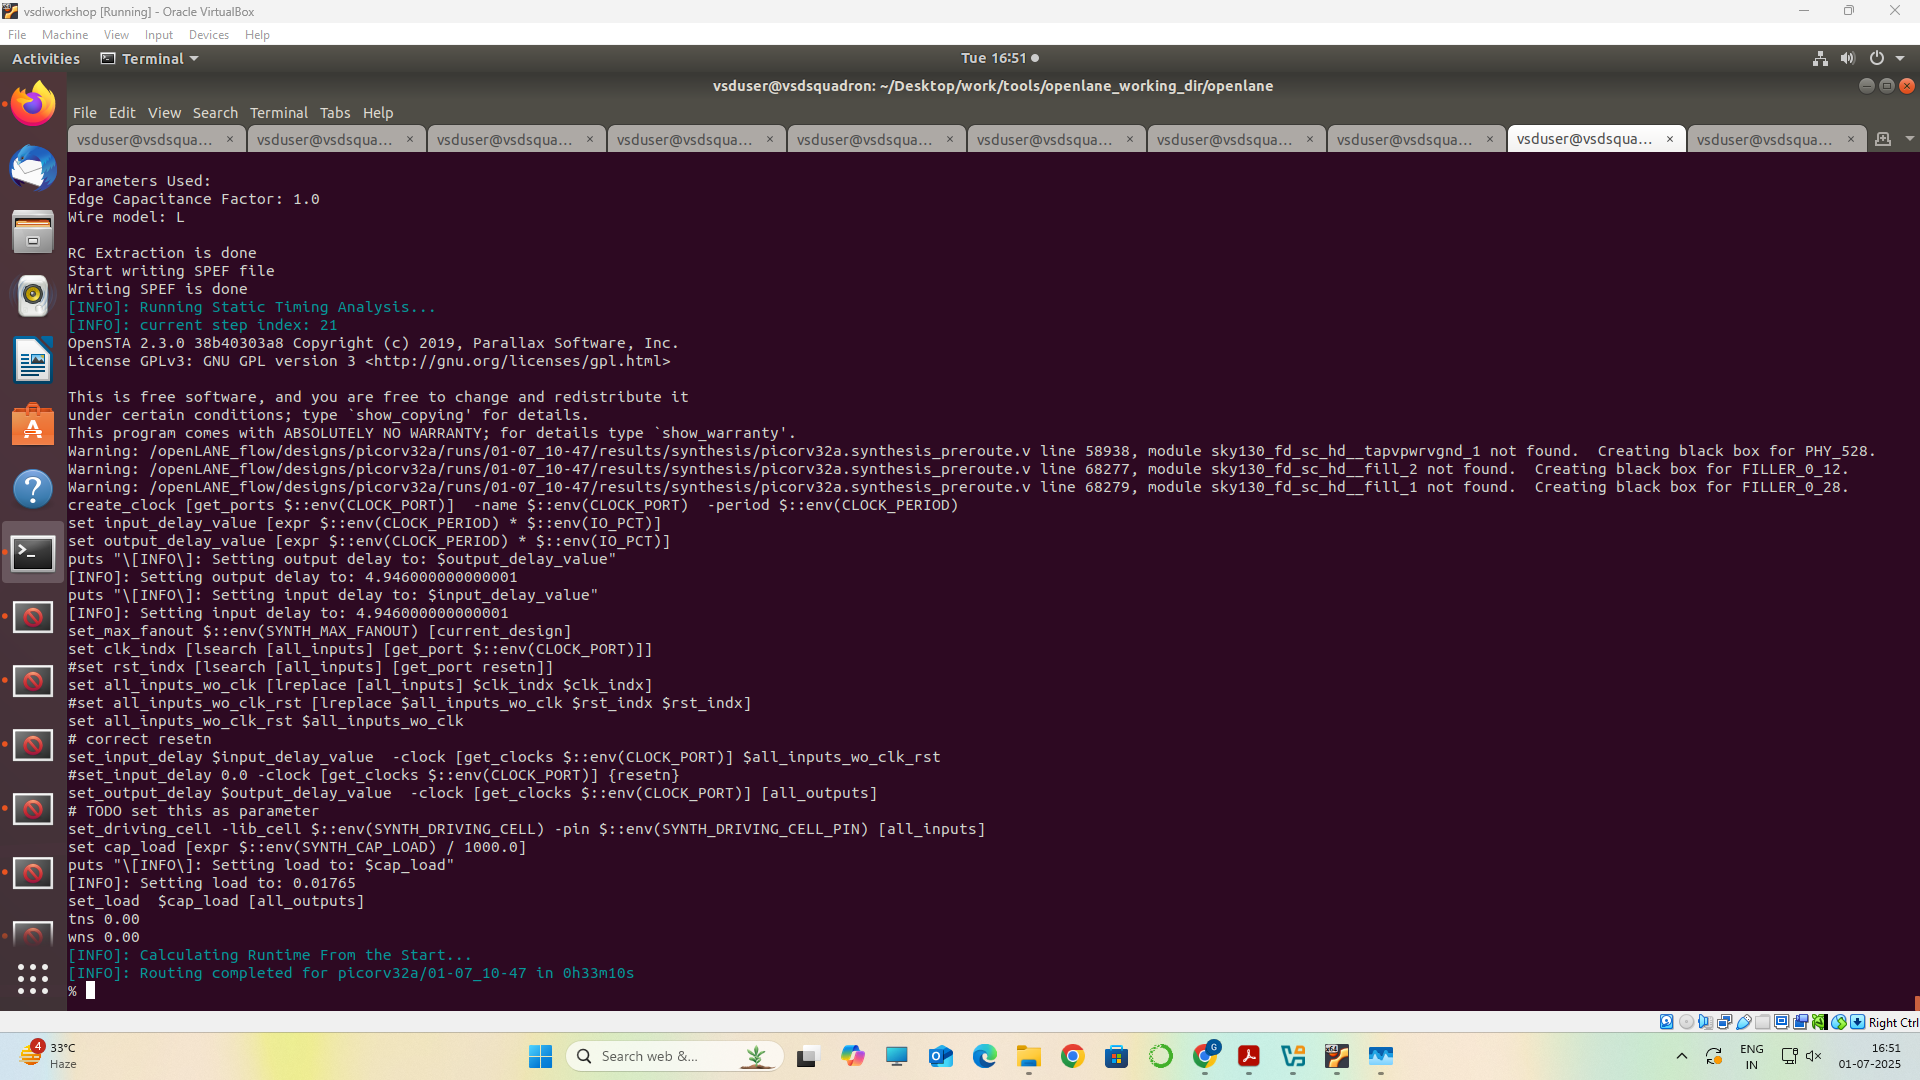 vsdiworkshop [Running] - Oracle VirtualBox
File Machine View Input Devices Help
Activities Terminal Tue 16:51
vsduser@vsdsquadron: ~/Desktop/work/tools/openlane_working_dir/openlane
File Edit View Search Terminal Tabs Help
vsduser@vsdsqua... × vsduser@vsdsqua... × vsduser@vsdsqua... × vsduser@vsdsqua... × vsduser@vsdsqua... × vsduser@vsdsqua... × vsduser@vsdsqua... × vsduser@vsdsqua... × vsduser@vsdsqua... × vsduser@vsdsqua... ×
Parameters Used:
Edge Capacitance Factor: 1.0
Wire model: L
RC Extraction is done
Start writing SPEF file
Writing SPEF is done
[INFO]: Running Static Timing Analysis...
[INFO]: current step index: 21
OpenSTA 2.3.0 38b40303a8 Copyright (c) 2019, Parallax Software, Inc.
License GPLv3: GNU GPL version 3 <http://gnu.org/licenses/gpl.html>
This is free software, and you are free to change and redistribute it
under certain conditions; type `show_copying' for details.
This program comes with ABSOLUTELY NO WARRANTY; for details type `show_warranty'.
Warning: /openLANE_flow/designs/picorv32a/runs/01-07_10-47/results/synthesis/picorv32a.synthesis_preroute.v line 58938, module sky130_fd_sc_hd__tapvpwrvgnd_1 not found.  Creating black box for PHY_528.
Warning: /openLANE_flow/designs/picorv32a/runs/01-07_10-47/results/synthesis/picorv32a.synthesis_preroute.v line 68277, module sky130_fd_sc_hd__fill_2 not found.  Creating black box for FILLER_0_12.
Warning: /openLANE_flow/designs/picorv32a/runs/01-07_10-47/results/synthesis/picorv32a.synthesis_preroute.v line 68279, module sky130_fd_sc_hd__fill_1 not found.  Creating black box for FILLER_0_28.
create_clock [get_ports $::env(CLOCK_PORT)]  -name $::env(CLOCK_PORT)  -period $::env(CLOCK_PERIOD)
set input_delay_value [expr $::env(CLOCK_PERIOD) * $::env(IO_PCT)]
set output_delay_value [expr $::env(CLOCK_PERIOD) * $::env(IO_PCT)]
puts "\[INFO\]: Setting output delay to: $output_delay_value"
[INFO]: Setting output delay to: 4.946000000000001
puts "\[INFO\]: Setting input delay to: $input_delay_value"
[INFO]: Setting input delay to: 4.946000000000001
set_max_fanout $::env(SYNTH_MAX_FANOUT) [current_design]
set clk_indx [lsearch [all_inputs] [get_port $::env(CLOCK_PORT)]]
#set rst_indx [lsearch [all_inputs] [get_port resetn]]
set all_inputs_wo_clk [lreplace [all_inputs] $clk_indx $clk_indx]
#set all_inputs_wo_clk_rst [lreplace $all_inputs_wo_clk $rst_indx $rst_indx]
set all_inputs_wo_clk_rst $all_inputs_wo_clk
# correct resetn
set_input_delay $input_delay_value  -clock [get_clocks $::env(CLOCK_PORT)] $all_inputs_wo_clk_rst
#set_input_delay 0.0 -clock [get_clocks $::env(CLOCK_PORT)] {resetn}
set_output_delay $output_delay_value  -clock [get_clocks $::env(CLOCK_PORT)] [all_outputs]
# TODO set this as parameter
set_driving_cell -lib_cell $::env(SYNTH_DRIVING_CELL) -pin $::env(SYNTH_DRIVING_CELL_PIN) [all_inputs]
set cap_load [expr $::env(SYNTH_CAP_LOAD) / 1000.0]
puts "\[INFO\]: Setting load to: $cap_load"
[INFO]: Setting load to: 0.01765
set_load  $cap_load [all_outputs]
tns 0.00
wns 0.00
[INFO]: Calculating Runtime From the Start...
[INFO]: Routing completed for picorv32a/01-07_10-47 in 0h33m10s
%
Right Ctrl
4
33°C
Haze
Search web &...
G
ENG
IN
16:51
01-07-2025